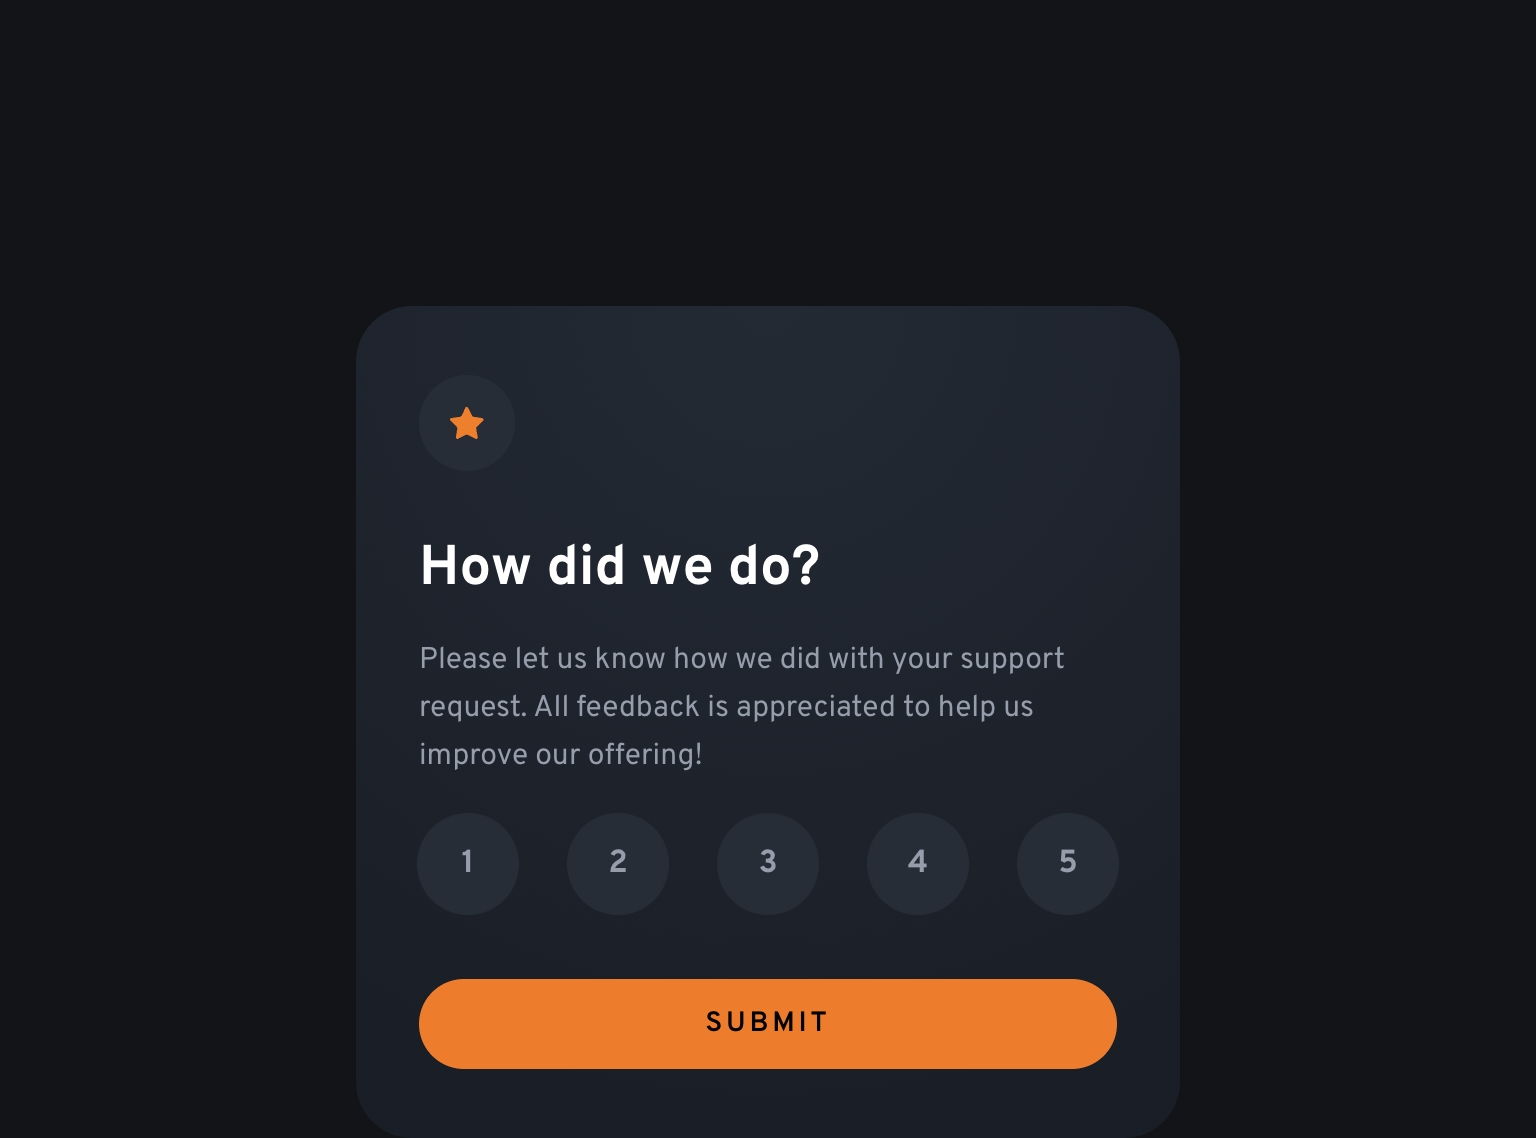 How did we do?
Please let us know how we did with your support
request. All feedback is appreciated to help us
improve our offering!
1 2 3 4 5
SUBMIT